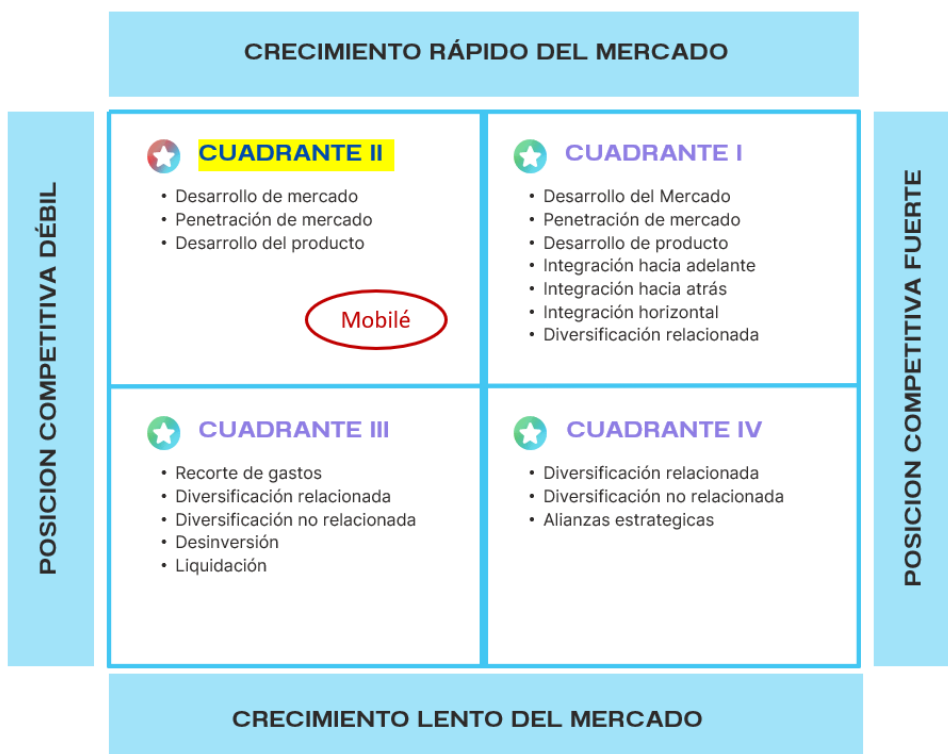 CRECIMIENTO RÁPIDO DEL MERCADO
POSICION COMPETITIVA DÉBIL
CUADRANTE II
• Desarrollo de mercado
• Penetración de mercado
• Desarrollo del producto
Mobilé
CUADRANTE I
• Desarrollo del Mercado
• Penetración de mercado
• Desarrollo de producto
• Integración hacia adelante
• Integración hacia atrás
• Integración horizontal
• Diversificación relacionada
POSICION COMPETITIVA FUERTE
CUADRANTE III
• Recorte de gastos
• Diversificación relacionada
• Diversificación no relacionada
• Desinversión
• Liquidación
CUADRANTE IV
• Diversificación relacionada
• Diversificación no relacionada
• Alianzas estrategicas
CRECIMIENTO LENTO DEL MERCADO